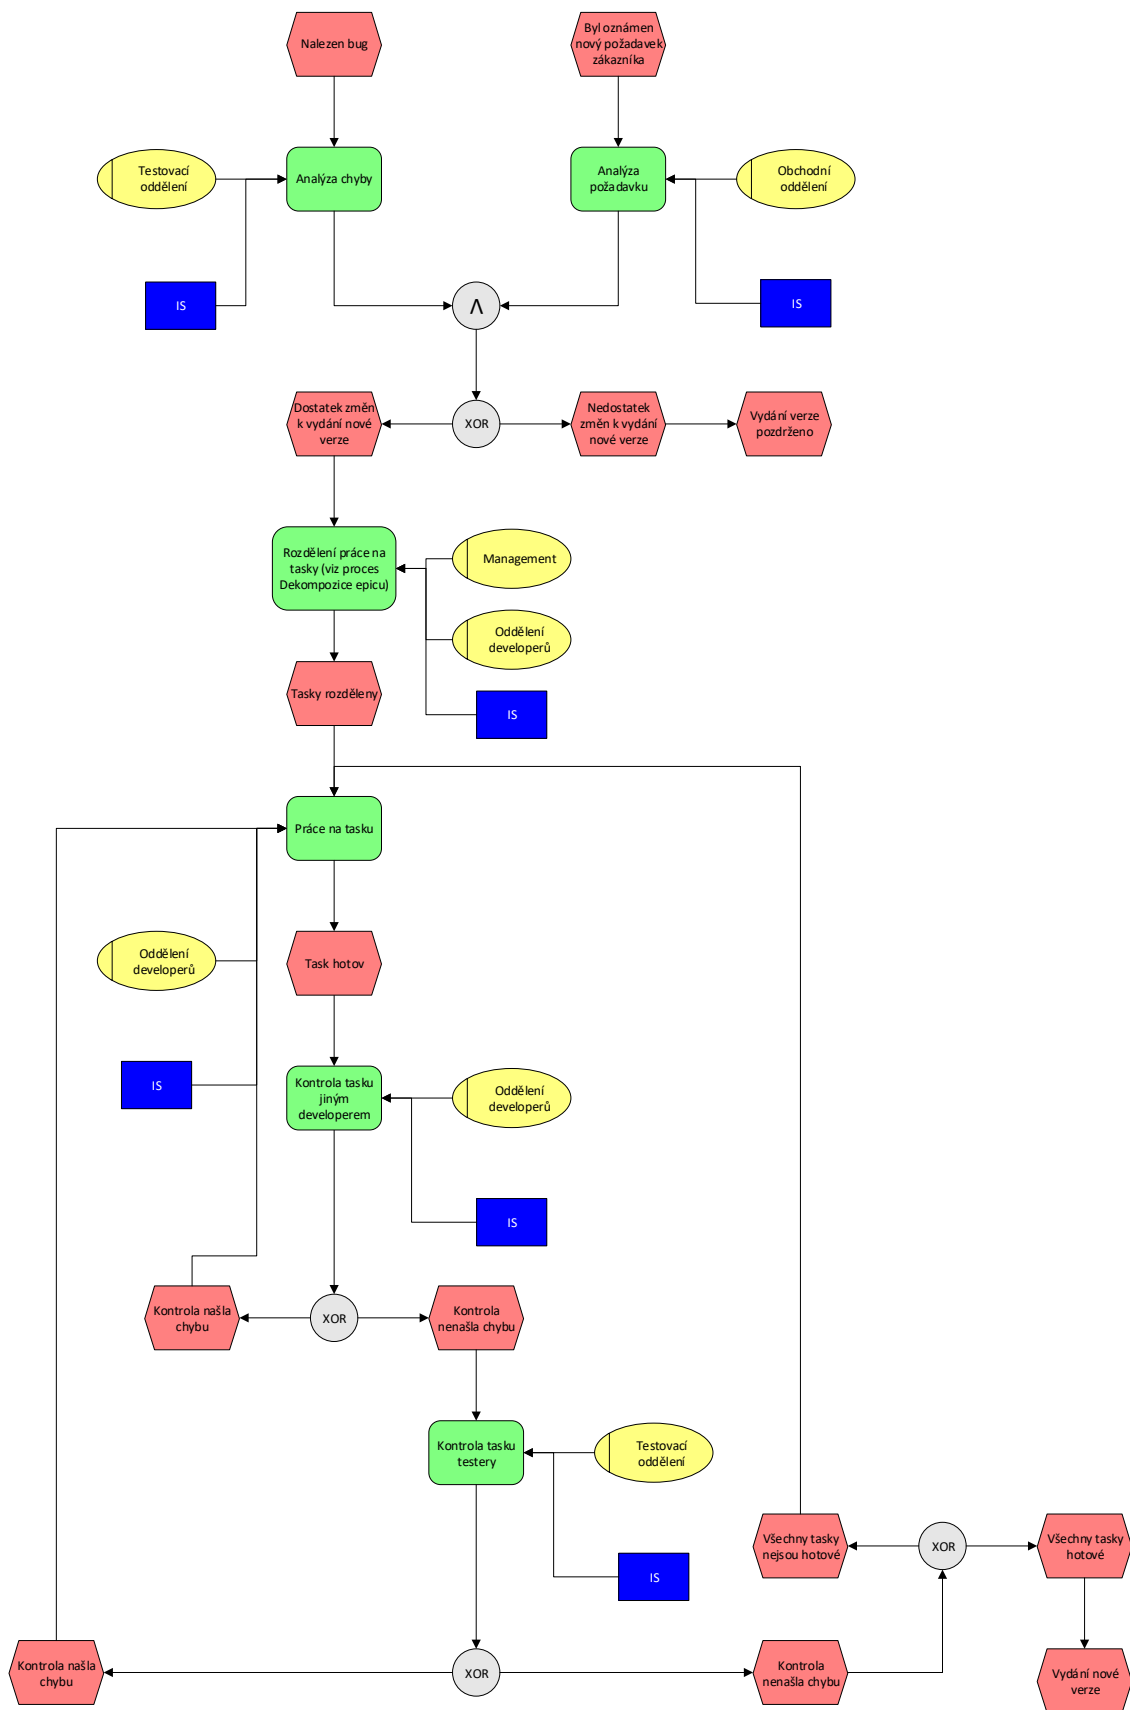 Nalezen bug
Byl oznámen
nový požadavek
zákazníka
Testovací
oddělení
Analýza chyby
Analýza
požadavku
Obchodní
oddělení
IS
Λ
IS
Dostatek změn
k vydání nové
verze
XOR
Nedostatek
změn k vydání
nové verze
Vydání verze
pozdrženo
Rozdělení práce na
tasky (viz proces
Dekompozice epicu)
Management
Oddělení
developerů
Tasky rozděleny
IS
Práce na tasku
Oddělení
developerů
Task hotov
IS
Kontrola tasku
jiným
developerem
Oddělení
developerů
IS
Kontrola našla
chybu
XOR
Kontrola
nenašla chybu
Kontrola tasku
testery
Testovací
oddělení
IS
Všechny tasky
nejsou hotové
XOR
Všechny tasky
hotové
Kontrola našla
chybu
XOR
Kontrola
nenašla chybu
Vydání nové
verze